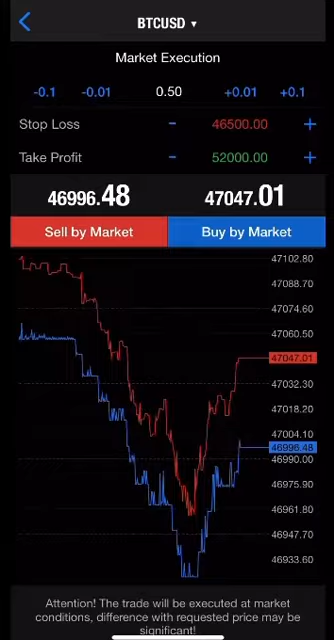 BTCUSD ▼
Market Execution
-0.1 -0.01 0.50 +0.01 +0.1
Stop Loss - 46500.00 +
Take Profit - 52000.00 +
46996.48 47047.01
Sell by Market Buy by Market
47102.80
47088.70
47074.60
47060.50
47047.01
47032.30
47018.20
47004.10
46996.48
46990.00
46975.90
46961.80
46947.70
46933.60
Attention! The trade will be executed at market
conditions, difference with requested price may be
significant!